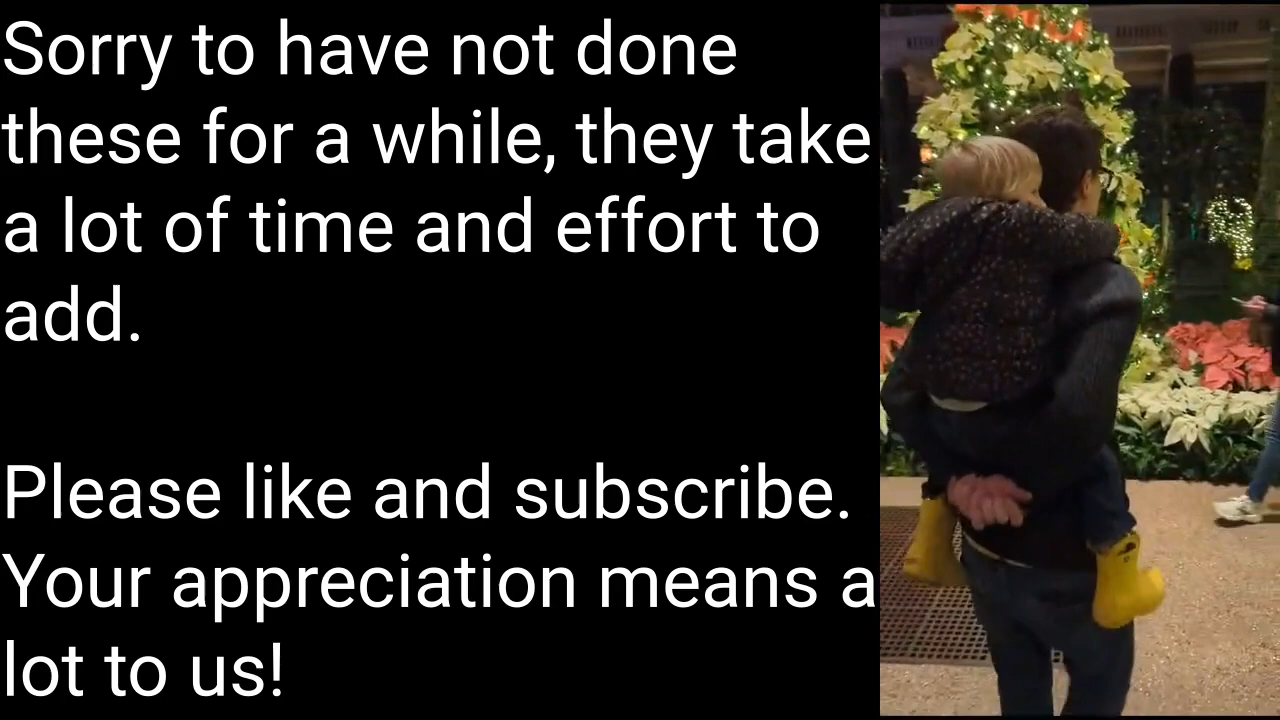 Sorry to have not done
these for a while, they take
a lot of time and effort to
add.
Please like and subscribe.
Your appreciation means a
lot to us!